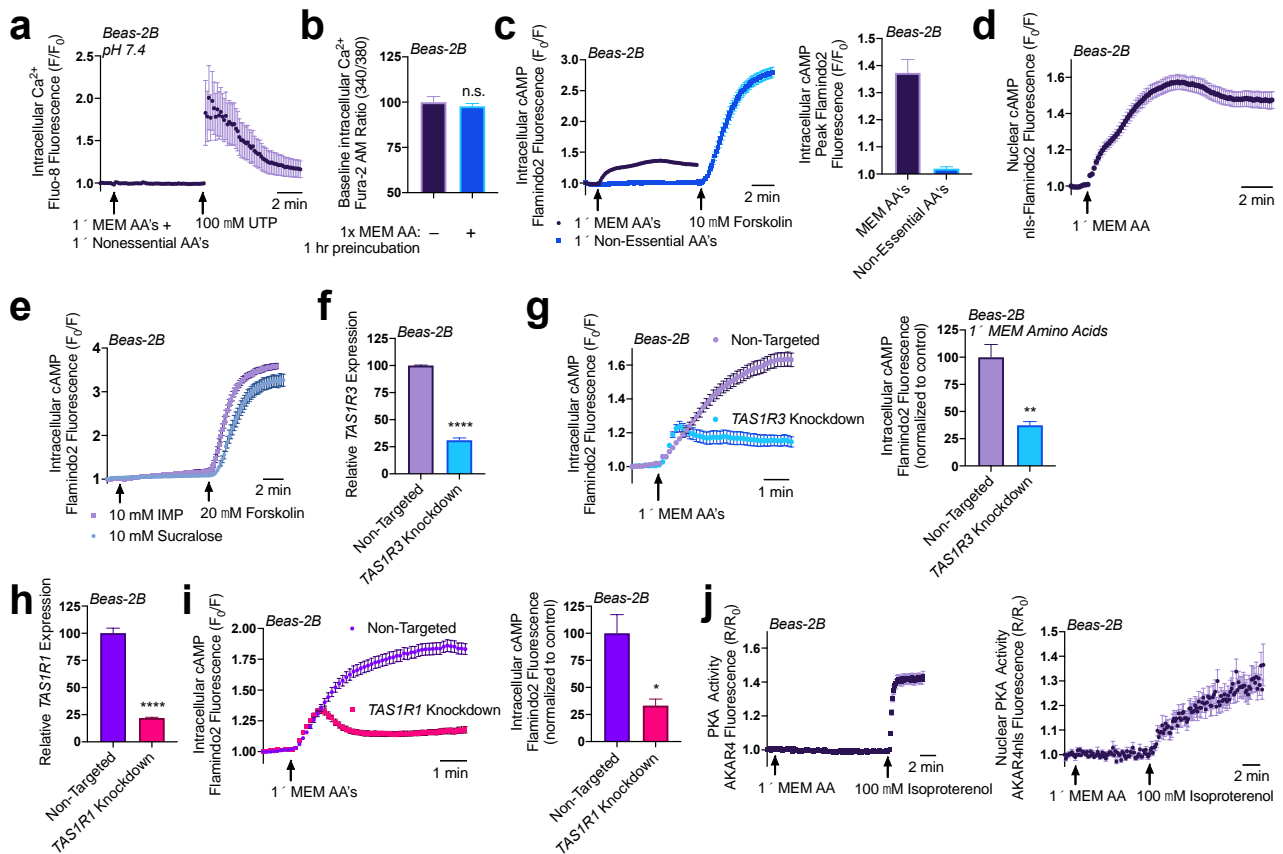 a
Beas-2B
pH 7.4
Intracellular Ca2+
Fluo-8 Fluorescence (F/F0)
2.5
2.0
1.5
1.0
2 min
1´ MEM AA's +
1´ Nonessential AA's
100 mM UTP
b
Beas-2B
Baseline intracellular Ca2+
Fura-2 AM Ratio (340/380)
125
100
75
50
n.s.
1x MEM AA:
1 hr preincubation
–
+
c
Beas-2B
Intracellular cAMP
Flamindo2 Fluorescence (F0/F)
3.0
2.5
2.0
1.5
1.0
2 min
1´ MEM AA's
1´ Non-Essential AA's
10 mM Forskolin
Beas-2B
Intracellular cAMP
Peak Flamindo2
Fluorescence (F/F0)
1.4
1.3
1.2
1.1
1.0
MEM AA's
Non-Essential AA's
d
Beas-2B
Nuclear cAMP
nls-Flamindo2 Fluorescence (F0/F)
1.6
1.4
1.2
1.0
2 min
1´ MEM AA
e
Beas-2B
Intracellular cAMP
Flamindo2 Fluorescence (F0/F)
4
3
2
1
2 min
10 mM IMP
10 mM Sucralose
20 mM Forskolin
f
Beas-2B
Relative TAS1R3 Expression
125
100
75
50
25
0
****
Non-Targeted
TAS1R3 Knockdown
g
Beas-2B
Intracellular cAMP
Flamindo2 Fluorescence (F0/F)
1.6
1.4
1.2
1.0
Non-Targeted
TAS1R3 Knockdown
1 min
1´ MEM AA's
Beas-2B
1´ MEM Amino Acids
Intracellular cAMP
Flamindo2 Fluorescence
(normalized to control)
125
100
75
50
25
0
**
Non-Targeted
TAS1R3 Knockdown
h
Beas-2B
Relative TAS1R1 Expression
125
100
75
50
25
0
****
Non-Targeted
TAS1R1 Knockdown
i
Beas-2B
Intracellular cAMP
Flamindo2 Fluorescence (F0/F)
2.00
1.75
1.50
1.25
1.00
Non-Targeted
TAS1R1 Knockdown
1 min
1´ MEM AA's
Beas-2B
Intracellular cAMP
Flamindo2 Fluorescence
(normalized to control)
125
100
75
50
25
0
*
Non-Targeted
TAS1R1 Knockdown
j
Beas-2B
PKA Activity
AKAR4 Fluorescence (R/R0)
1.6
1.4
1.2
1.0
2 min
1´ MEM AA
100 mM Isoproterenol
Beas-2B
Nuclear PKA Activity
AKAR4nls Fluorescence (R/R0)
1.4
1.3
1.2
1.1
1.0
2 min
1´ MEM AA
100 mM Isoproterenol